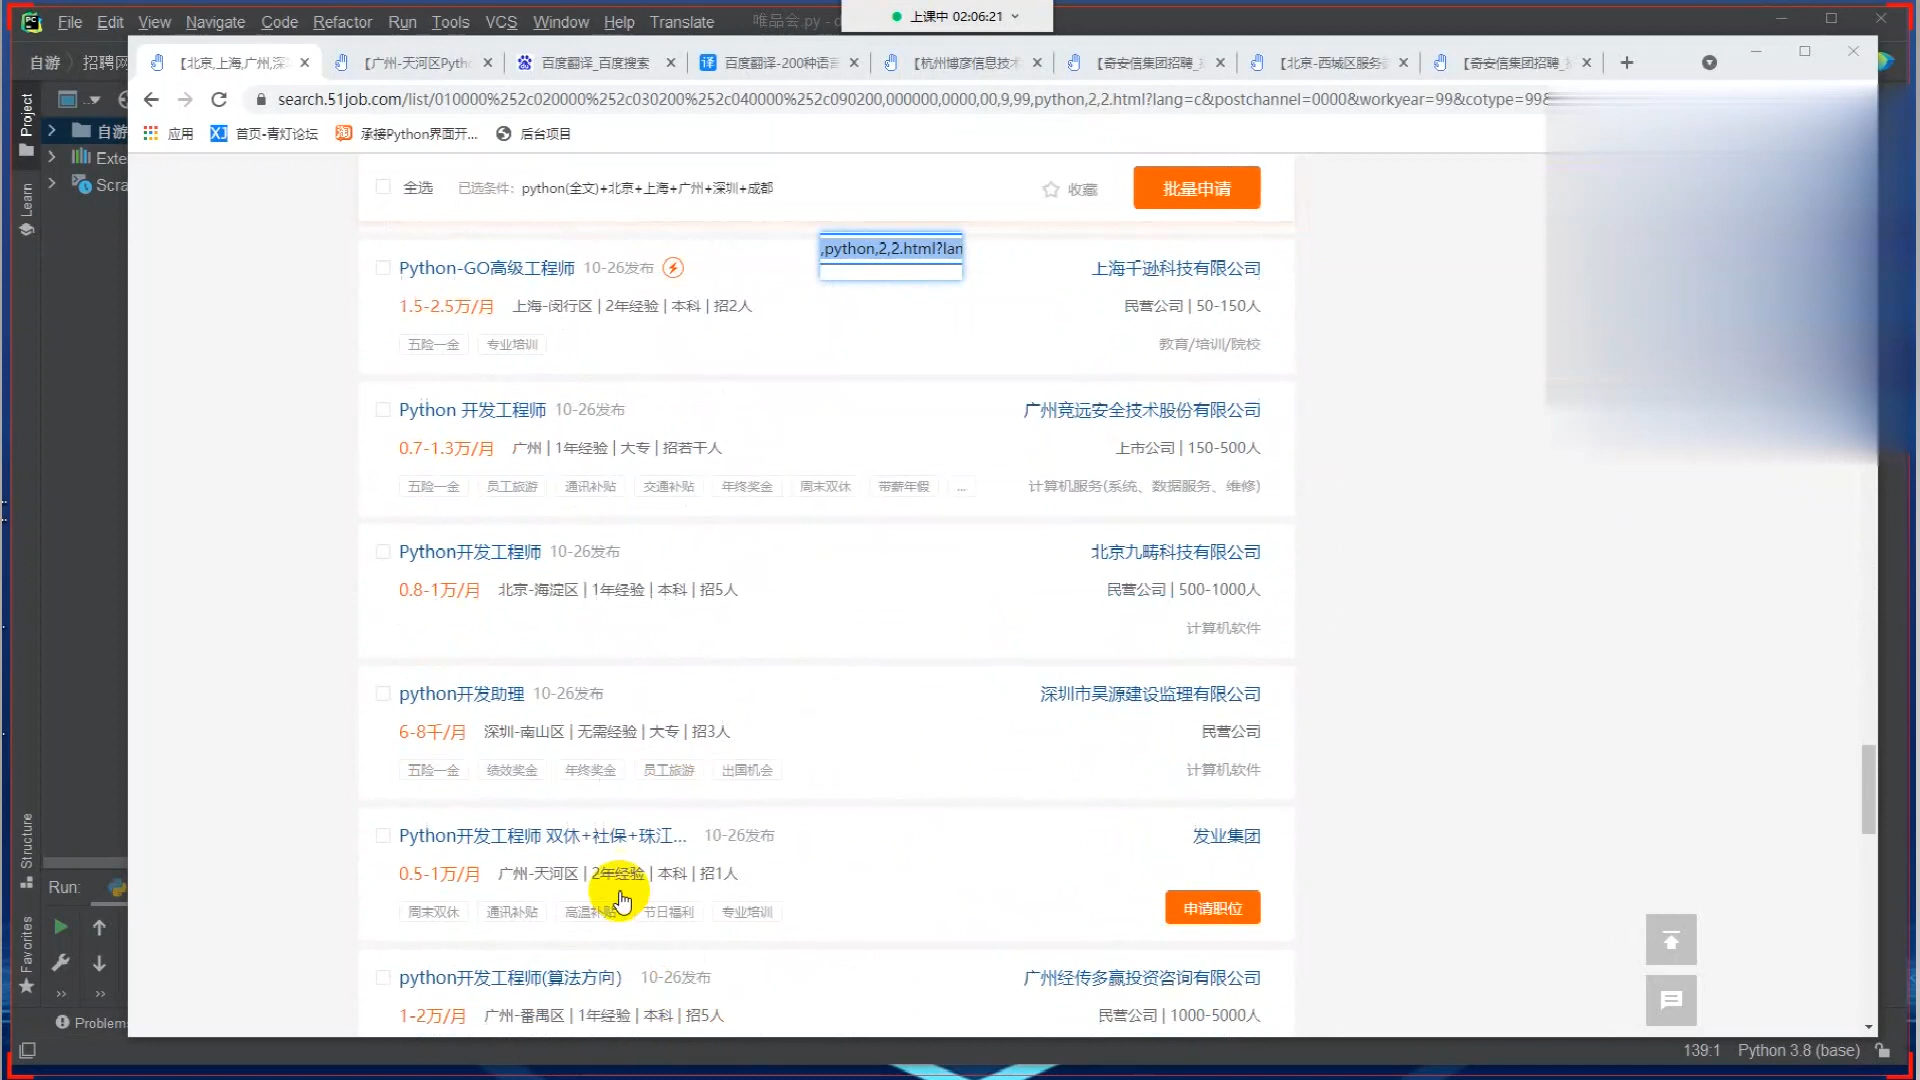 File Edit View Navigate Code Refactor Run Tools VCS Window Help Translate 唯品会.py - d
上课中 02:06:21
自游 招聘网
【北京,上海,广州,深
【广州-天河区Pyth
百度翻译_百度搜索
百度翻译-200种语言
【杭州博彦信息技术
【奇安信集团招聘_
【北京-西城区服务
【奇安信集团招聘_
search.51job.com/list/010000%252c020000%252c030200%252c040000%252c090200,000000,0000,00,9,99,python,2,2.html?lang=c&postchannel=0000&workyear=99&cotype=99&
应用 首页-青灯论坛 承接Python界面开... 后台项目
Project
自游
Exte
Scra
Learn
全选 已选条件: python(全文)+北京+上海+广州+深圳+成都 收藏 批量申请
,python,2,2.html?lan
Python-GO高级工程师 10-26发布 上海千逊科技有限公司
1.5-2.5万/月 上海-闵行区 | 2年经验 | 本科 | 招2人 民营公司 | 50-150人
五险一金 专业培训 教育/培训/院校
Python 开发工程师 10-26发布 广州竞远安全技术股份有限公司
0.7-1.3万/月 广州 | 1年经验 | 大专 | 招若干人 上市公司 | 150-500人
五险一金 员工旅游 通讯补贴 交通补贴 年终奖金 周末双休 带薪年假 ... 计算机服务(系统、数据服务、维修)
Python开发工程师 10-26发布 北京九畴科技有限公司
0.8-1万/月 北京-海淀区 | 1年经验 | 本科 | 招5人 民营公司 | 500-1000人
计算机软件
python开发助理 10-26发布 深圳市昊源建设监理有限公司
6-8千/月 深圳-南山区 | 无需经验 | 大专 | 招3人 民营公司
五险一金 绩效奖金 年终奖金 员工旅游 出国机会 计算机软件
Python开发工程师 双休+社保+珠江... 10-26发布 发业集团
0.5-1万/月 广州-天河区 | 2年经验 | 本科 | 招1人
周末双休 通讯补贴 高温补贴 节日福利 专业培训 申请职位
python开发工程师(算法方向) 10-26发布 广州经传多赢投资咨询有限公司
1-2万/月 广州-番禺区 | 1年经验 | 本科 | 招5人 民营公司 | 1000-5000人
Structure
Run:
Favorites
Problem
139:1 Python 3.8 (base)